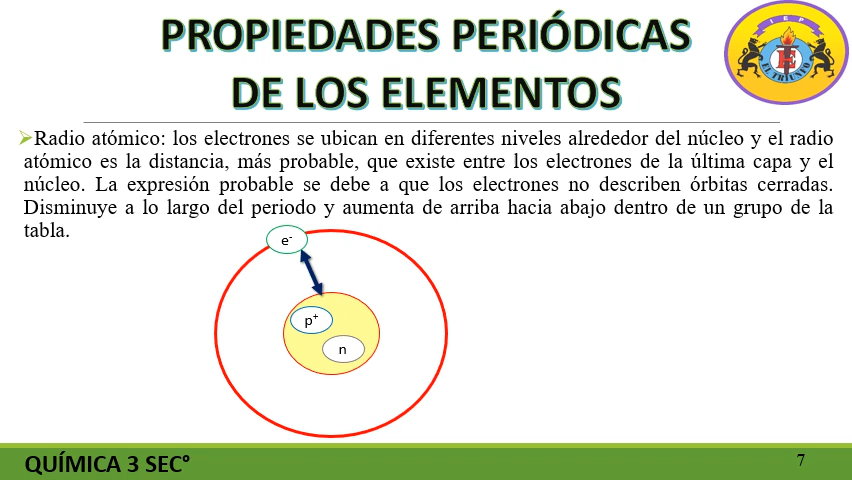 PROPIEDADES PERIÓDICAS
DE LOS ELEMENTOS
I E P
EL TRIUNFO
➢Radio atómico: los electrones se ubican en diferentes niveles alrededor del núcleo y el radio
atómico es la distancia, más probable, que existe entre los electrones de la última capa y el
núcleo. La expresión probable se debe a que los electrones no describen órbitas cerradas.
Disminuye a lo largo del periodo y aumenta de arriba hacia abajo dentro de un grupo de la
tabla.
e⁻
p⁺
n
QUÍMICA 3 SEC°
7